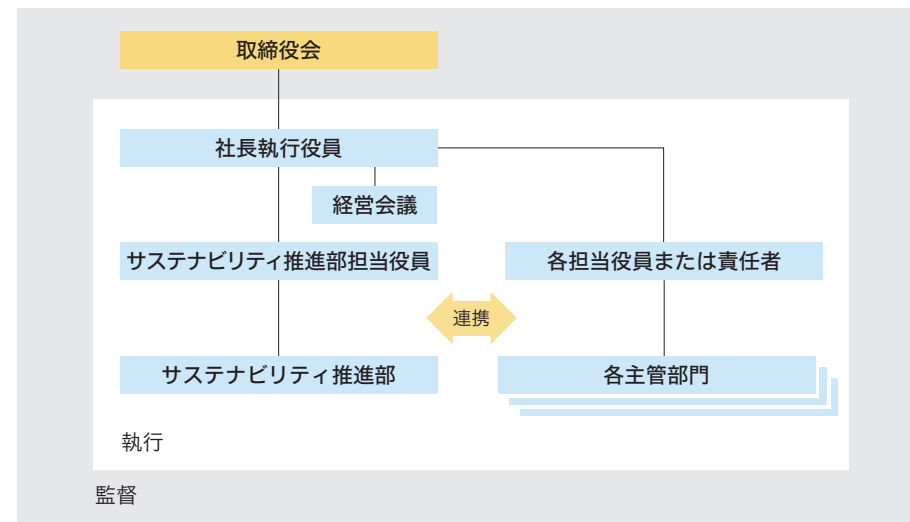 取締役会
社長執行役員
経営会議
サステナビリティ推進部担当役員
各担当役員または責任者
連携
サステナビリティ推進部
各主管部門
執行
監督